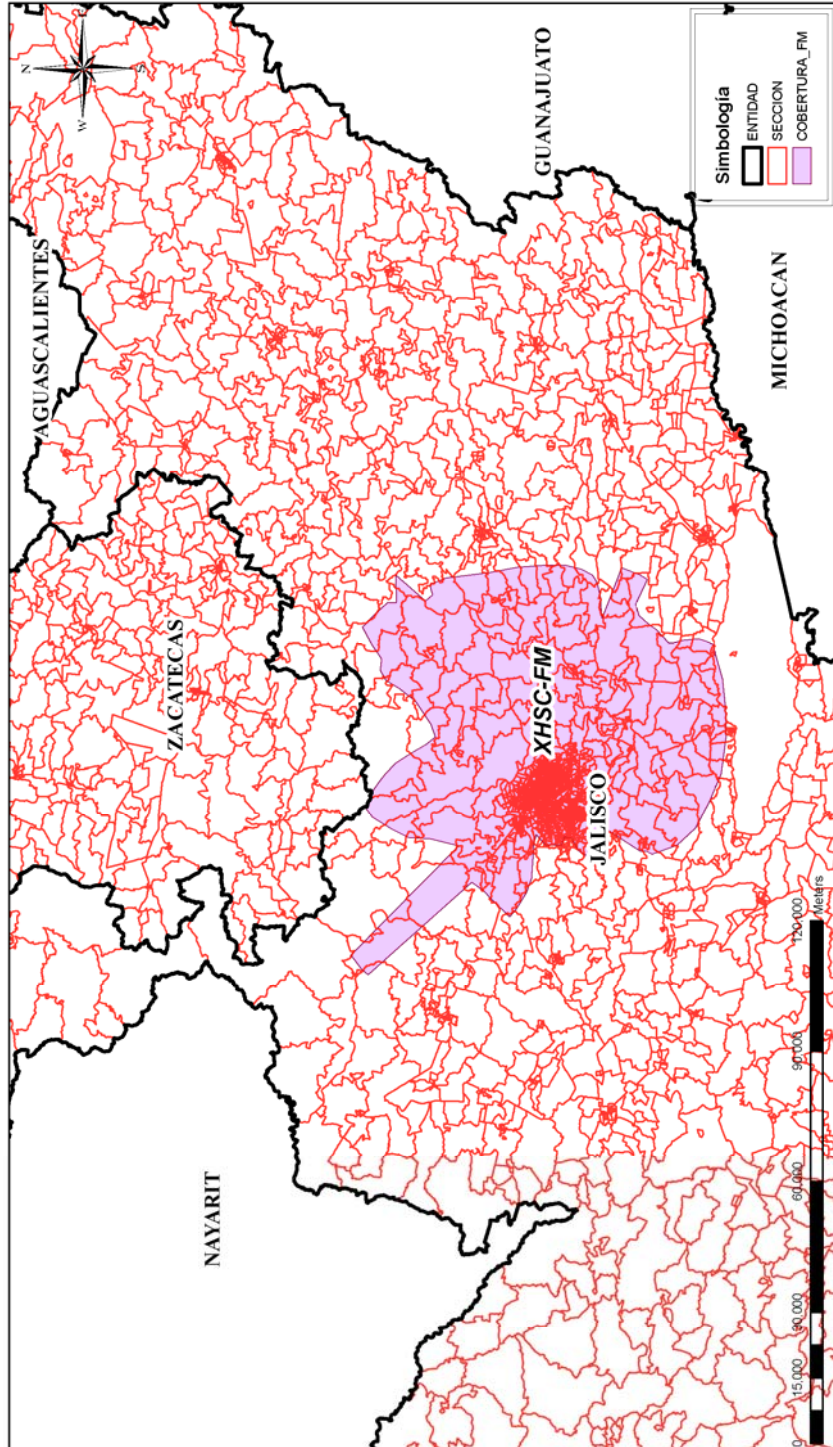 N
E
S
W
AGUASCALIENTES
ZACATECAS
NAYARIT
GUANAJUATO
XHSC-FM
JALISCO
MICHOACAN
Simbología
ENTIDAD
SECCION
COBERTURA_FM
0 15,000 30,000 60,000 90,000 120,000
Meters